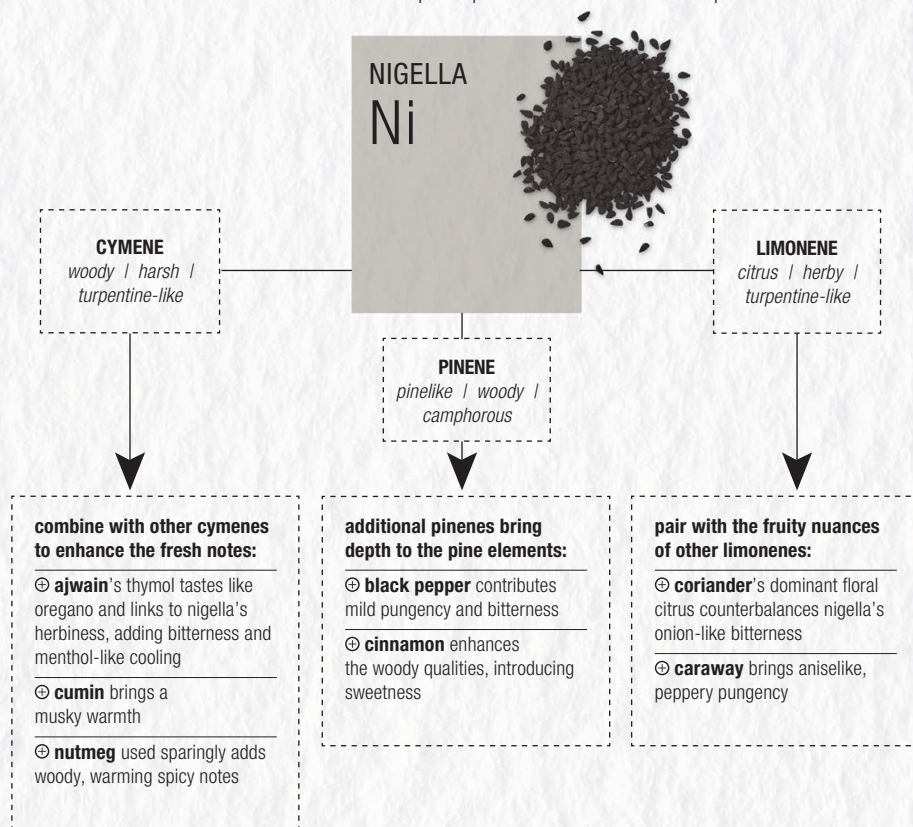 NIGELLA
Ni
CYMENE
woody | harsh |
turpentine-like
PINENE
pinelike | woody |
camphorous
LIMONENE
citrus | herby |
turpentine-like
combine with other cymenes
to enhance the fresh notes:
⊕ ajwain's thymol tastes like
oregano and links to nigella's
herbiness, adding bitterness and
menthol-like cooling
⊕ cumin brings a
musky warmth
⊕ nutmeg used sparingly adds
woody, warming spicy notes
additional pinenes bring
depth to the pine elements:
⊕ black pepper contributes
mild pungency and bitterness
⊕ cinnamon enhances
the woody qualities, introducing
sweetness
pair with the fruity nuances
of other limonenes:
⊕ coriander's dominant floral
citrus counterbalances nigella's
onion-like bitterness
⊕ caraway brings aniselike,
peppery pungency